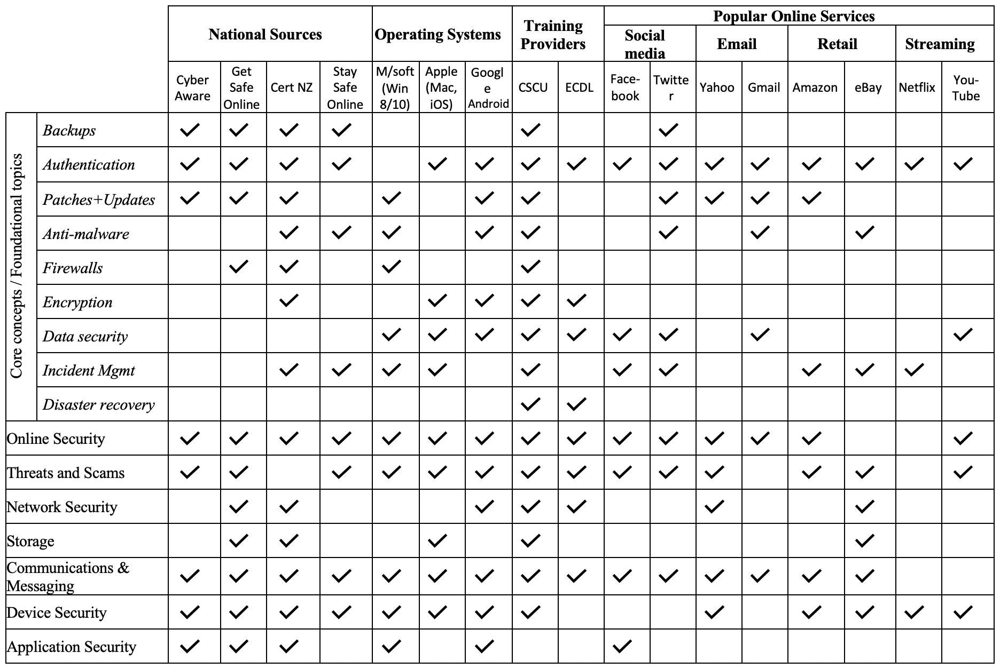 National Sources
Operating Systems
Training
Providers
Popular Online Services
Social
media
Email
Retail
Streaming
Cyber
Aware
Get
Safe
Online
Cert NZ
Stay
Safe
Online
M/soft
(Win
8/10)
Apple
(Mac,
iOS)
Googl
e
Android
CSCU
ECDL
Face-
book
Twitte
r
Yahoo
Gmail
Amazon
eBay
Netflix
You-
Tube
Core concepts / Foundational topics
Backups ✓ ✓ ✓ ✓ ✓ ✓
Authentication ✓ ✓ ✓ ✓ ✓ ✓ ✓ ✓ ✓ ✓ ✓ ✓ ✓ ✓ ✓ ✓
Patches+Updates ✓ ✓ ✓ ✓ ✓ ✓ ✓ ✓ ✓ ✓
Anti-malware ✓ ✓ ✓ ✓ ✓ ✓ ✓ ✓
Firewalls ✓ ✓ ✓ ✓
Encryption ✓ ✓ ✓ ✓ ✓
Data security ✓ ✓ ✓ ✓ ✓ ✓ ✓ ✓ ✓
Incident Mgmt ✓ ✓ ✓ ✓ ✓ ✓ ✓ ✓ ✓ ✓
Disaster recovery ✓ ✓
Online Security ✓ ✓ ✓ ✓ ✓ ✓ ✓ ✓ ✓ ✓ ✓ ✓ ✓ ✓ ✓
Threats and Scams ✓ ✓ ✓ ✓ ✓ ✓ ✓ ✓ ✓ ✓ ✓ ✓ ✓ ✓
Network Security ✓ ✓ ✓ ✓ ✓ ✓ ✓
Storage ✓ ✓ ✓ ✓ ✓
Communications &
Messaging ✓ ✓ ✓ ✓ ✓ ✓ ✓ ✓ ✓ ✓ ✓ ✓ ✓ ✓ ✓
Device Security ✓ ✓ ✓ ✓ ✓ ✓ ✓ ✓ ✓ ✓ ✓ ✓ ✓
Application Security ✓ ✓ ✓ ✓ ✓ ✓